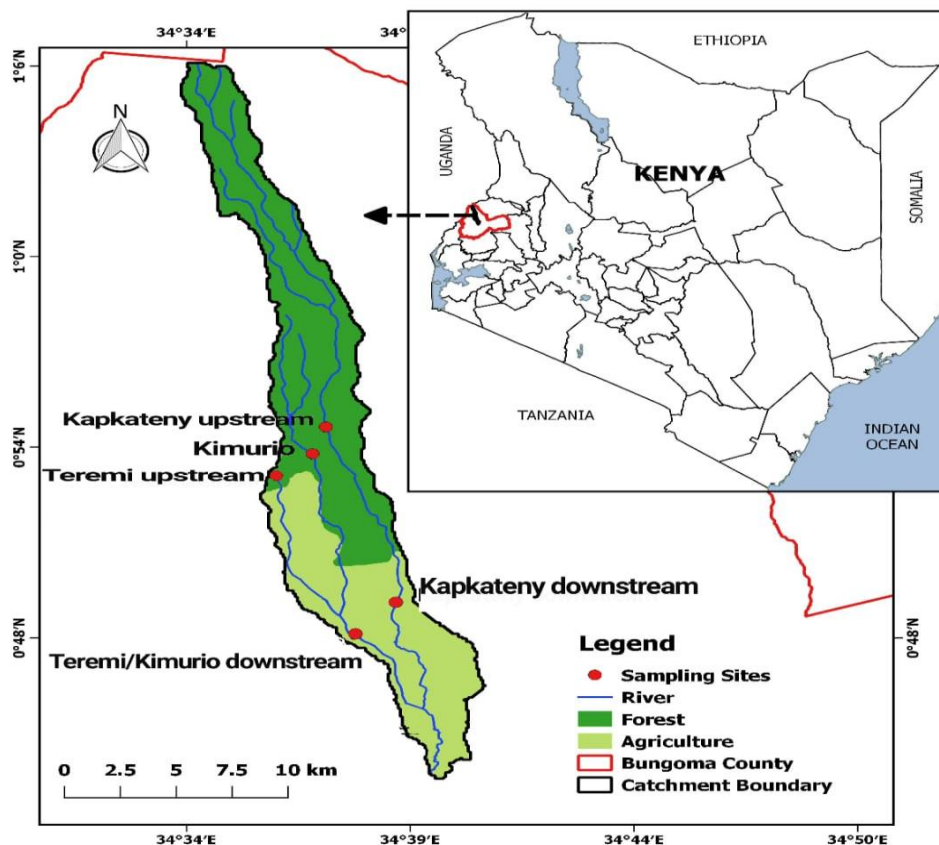 34°34'E
34°39'E
1°6'N
N
1°0'N
0°54'N
0°48'N
ETHIOPIA
UGANDA
KENYA
SOMALIA
TANZANIA
INDIAN
OCEAN
Kapkateny upstream
Kimurio
Teremi upstream
Kapkateny downstream
Teremi/Kimurio downstream
0°48'N
Legend
Sampling Sites
River
Forest
Agriculture
Bungoma County
Catchment Boundary
0 2.5 5 7.5 10 km
34°34'E 34°39'E 34°44'E 34°50'E